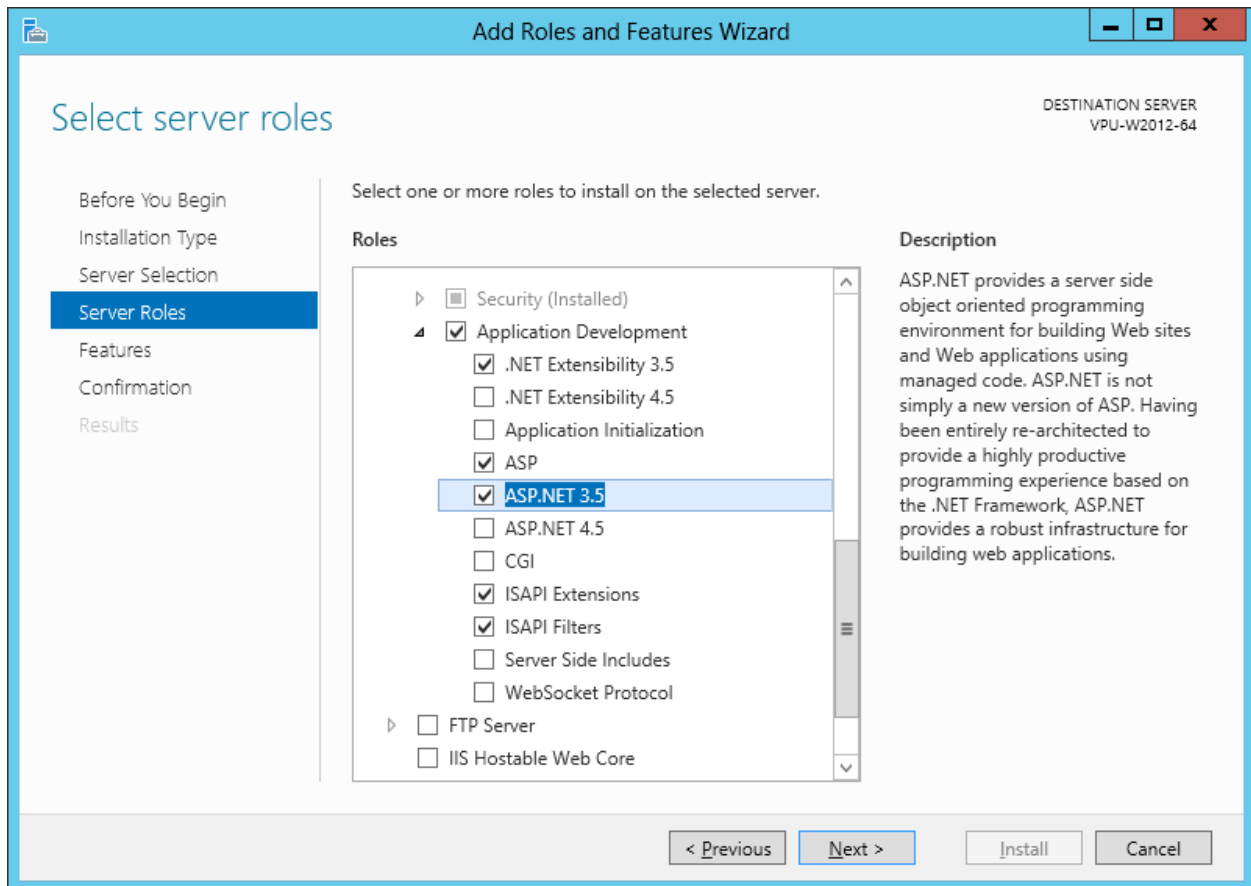 Add Roles and Features Wizard
Select server roles
DESTINATION SERVER
VPU-W2012-64
Before You Begin
Installation Type
Server Selection
Server Roles
Features
Confirmation
Results
Select one or more roles to install on the selected server.
Roles
Security (Installed)
Application Development
.NET Extensibility 3.5
.NET Extensibility 4.5
Application Initialization
ASP
ASP.NET 3.5
ASP.NET 4.5
CGI
ISAPI Extensions
ISAPI Filters
Server Side Includes
WebSocket Protocol
FTP Server
IIS Hostable Web Core
Description
ASP.NET provides a server side
object oriented programming
environment for building Web sites
and Web applications using
managed code. ASP.NET is not
simply a new version of ASP. Having
been entirely re-architected to
provide a highly productive
programming experience based on
the .NET Framework, ASP.NET
provides a robust infrastructure for
building web applications.
< Previous
Next >
Install
Cancel